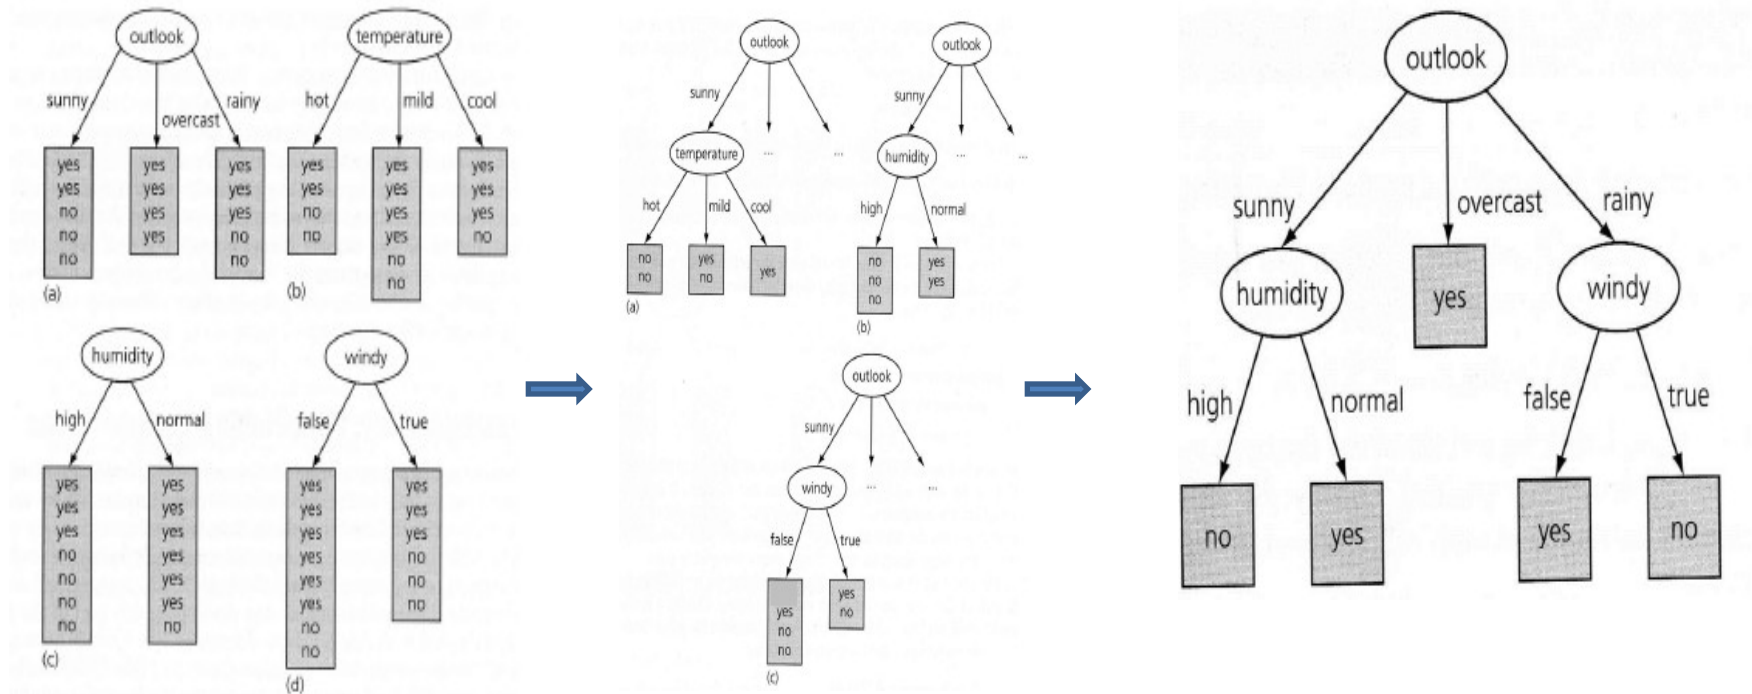 outlook
sunny
overcast
rainy
yes
yes
no
no
no
yes
yes
yes
yes
yes
yes
yes
no
no
(a)
temperature
hot
mild
cool
yes
yes
no
no
yes
yes
yes
yes
no
no
yes
yes
yes
no
(b)
humidity
high
normal
yes
yes
yes
no
no
no
no
yes
yes
yes
yes
yes
yes
no
(c)
windy
false
true
yes
yes
yes
yes
yes
yes
no
no
yes
yes
yes
no
no
no
(d)
outlook
sunny
temperature
...
...
hot
mild
cool
no
no
yes
no
yes
(a)
outlook
sunny
humidity
...
...
high
normal
no
no
no
yes
yes
(b)
outlook
sunny
windy
...
...
false
true
yes
no
no
yes
no
(c)
outlook
sunny
overcast
rainy
humidity
yes
windy
high
normal
false
true
no
yes
yes
no